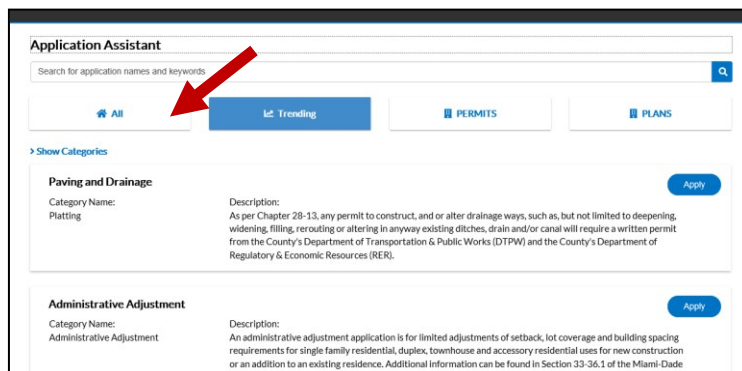 Application Assistant
Search for application names and keywords
All
Trending
PERMITS
PLANS
> Show Categories
Paving and Drainage
Apply
Category Name:
Platting
Description:
As per Chapter 28-13, any permit to construct, and or alter drainage ways, such as, but not limited to deepening,
widening, filling, rerouting or altering in anyway existing ditches, drain and/or canal will require a written permit
from the County's Department of Transportation & Public Works (DTPW) and the County's Department of
Regulatory & Economic Resources (RER).
Administrative Adjustment
Apply
Category Name:
Administrative Adjustment
Description:
An administrative adjustment application is for limited adjustments of setback, lot coverage and building spacing
requirements for single family residential, duplex, townhouse and accessory residential uses for new construction
or an addition to an existing residence. Additional information can be found in Section 33-36.1 of the Miami-Dade